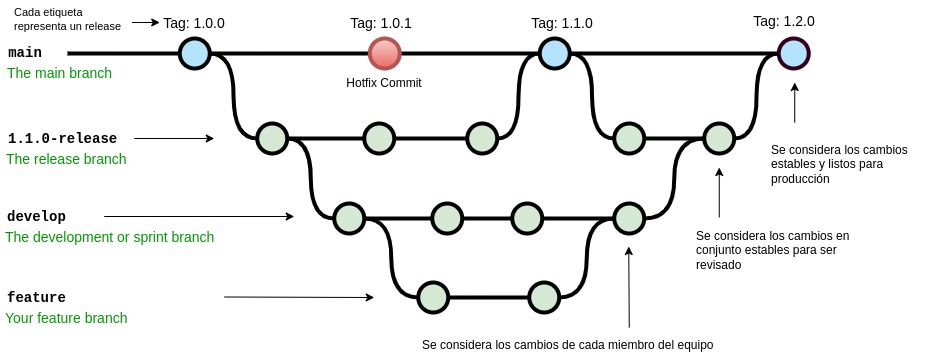 Cada etiqueta
representa un release
Tag: 1.0.0
Tag: 1.0.1
Tag: 1.1.0
Tag: 1.2.0
main
The main branch
Hotfix Commit
1.1.0-release
The release branch
Se considera los cambios
estables y listos para
producción
develop
The development or sprint branch
Se considera los cambios en
conjunto estables para ser
revisado
feature
Your feature branch
Se considera los cambios de cada miembro del equipo